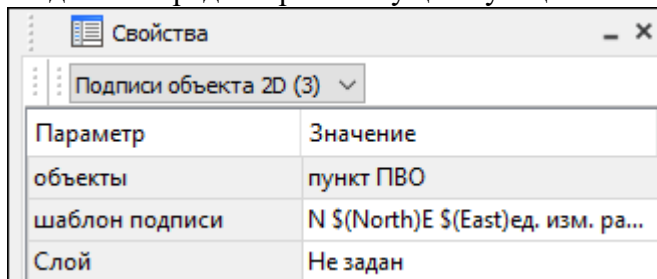 Свойства
Подписи объекта 2D (3)
Параметр Значение
объекты пункт ПВО
шаблон подписи N $(North)E $(East)ед. изм. ра...
Слой Не задан